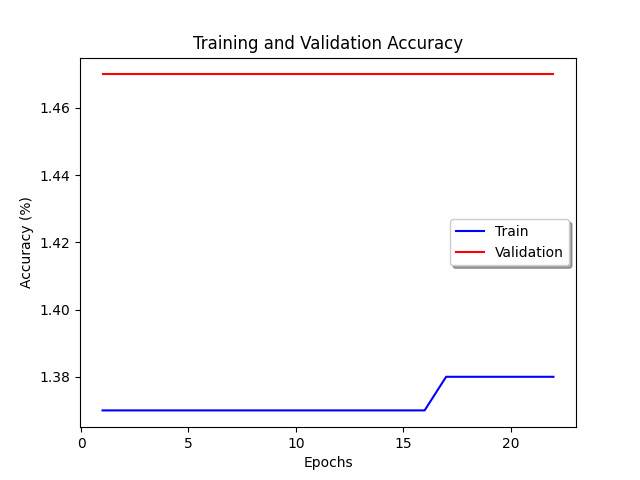 Training and Validation Accuracy
Accuracy (%)
1.46
1.44
1.42
1.40
1.38
Train
Validation
0 5 10 15 20
Epochs